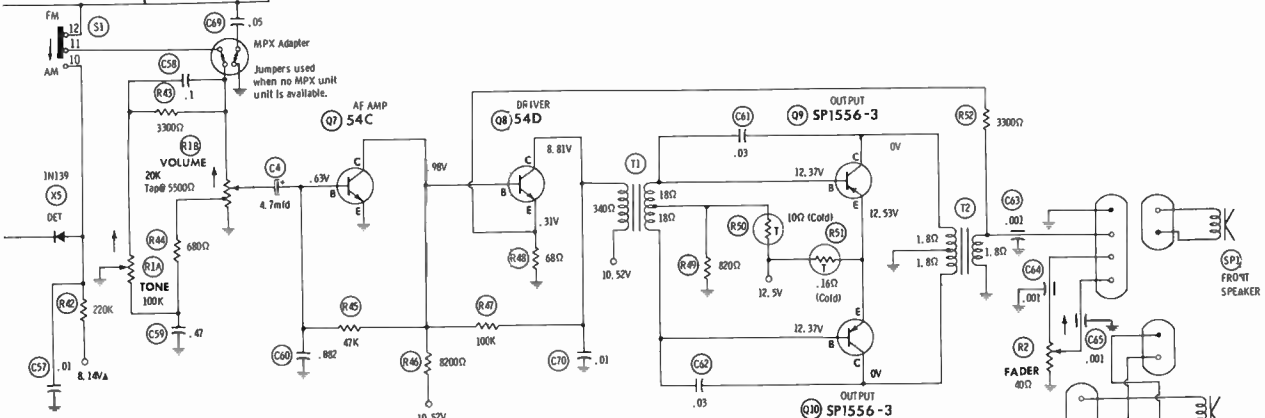 FM
12
S1
11
10
AM
C69
.05
MPX Adapter
Jumpers used
when no MPX unit
unit is available.
C58
.1
R43
3300Ω
R1B
VOLUME
20K
Tap@ 5500Ω
1N139
X5
DET
R44
680Ω
R1A
TONE
100K
R42
220K
C57
.01
8.14V▲
C59
.47
C4
+
4.7mfd
AF AMP
Q7 54C
.63V
B
C
E
R45
47K
C60
.882
.98V
R46
8200Ω
10.52V
R47
100K
DRIVER
Q8 54D
8.81V
C
B
E
.31V
R48
68Ω
C70
.01
T1
340Ω
18Ω
18Ω
10.52V
C61
.03
R49
820Ω
R50
T
10Ω (Cold)
12.5V
R51
T
.16Ω
(Cold)
OUTPUT
Q9 SP1556-3
0V
12.37V
C
B
E
12.53V
12.37V
E
B
C
0V
C62
.03
OUTPUT
Q10 SP1556-3
R52
3300Ω
T2
1.8Ω
1.8Ω
1.8Ω
C63
.001
C64
.001
C65
.001
R2
FADER
40Ω
SP1
FRONT
SPEAKER